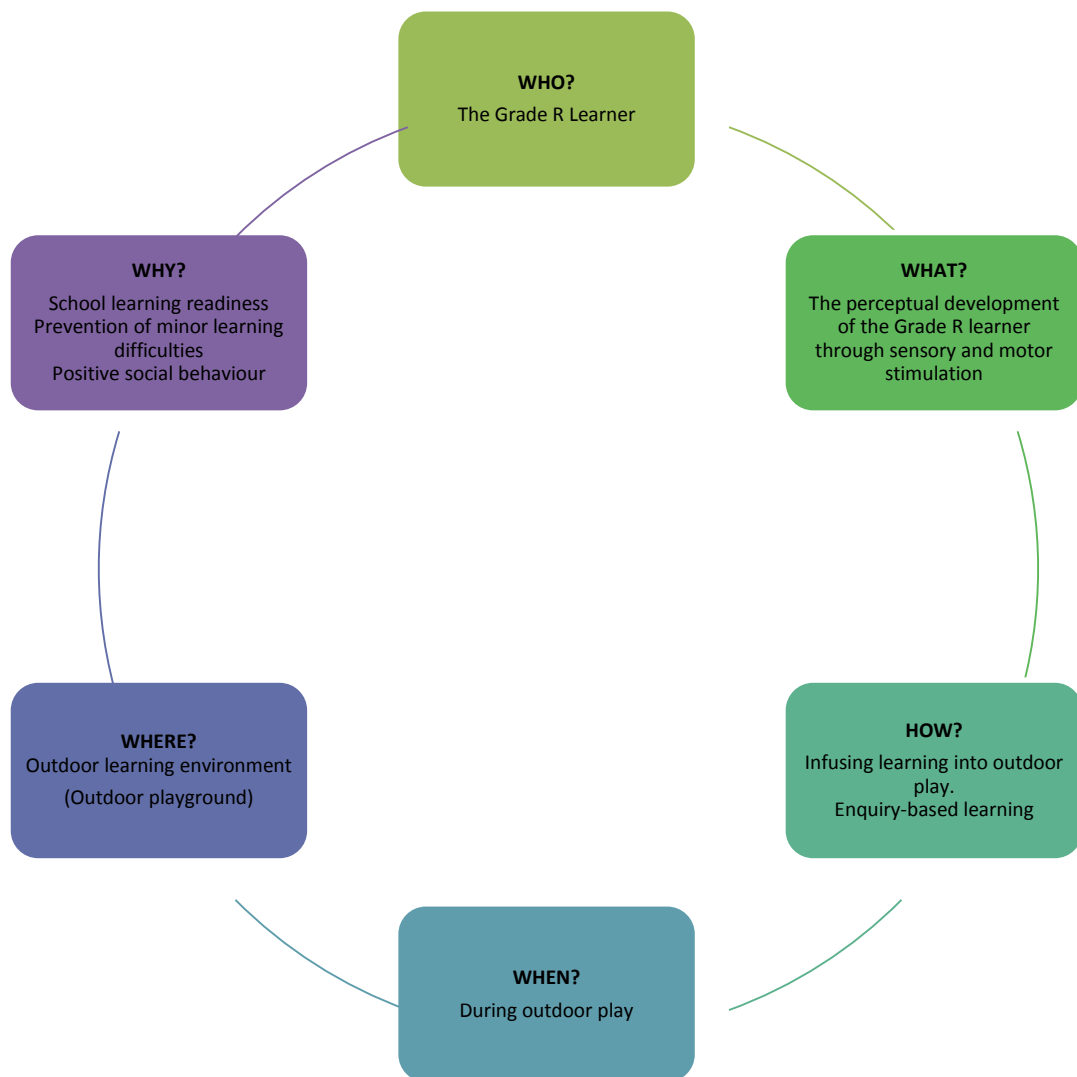 WHO?
The Grade R Learner
WHAT?
The perceptual development
of the Grade R learner
through sensory and motor
stimulation
HOW?
Infusing learning into outdoor
play.
Enquiry-based learning
WHEN?
During outdoor play
WHERE?
Outdoor learning environment
(Outdoor playground)
WHY?
School learning readiness
Prevention of minor learning
difficulties
Positive social behaviour